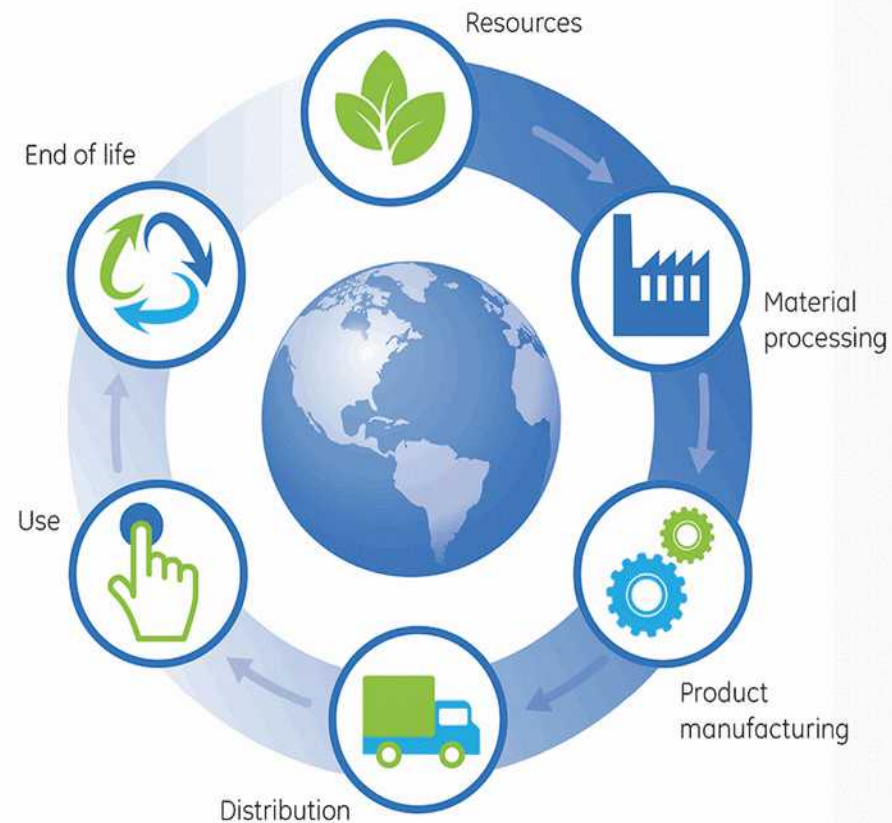 Resources
Material
processing
Product
manufacturing
Distribution
Use
End of life